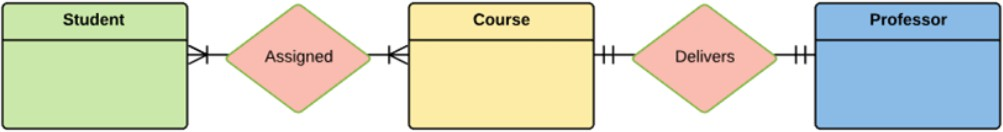 Student
Assigned
Course
Delivers
Professor